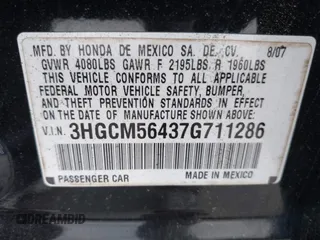 MFD. BY HONDA DE MEXICO SA. DE. CV. 8/07
GVWR 4080LBS GAWR F 2195LBS R 1960LBS
THIS VEHICLE CONFORMS TO ALL APPLICABLE
FEDERAL MOTOR VEHICLE SAFETY, BUMPER,
AND THEFT PREVENTION STANDARDS IN EFFECT
ON THE DATE OF MANUFACTURE SHOWN ABOVE.
V.I.N. 3HGCM56437G711286
PASSENGER CAR MADE IN MEXICO
DREAMBID